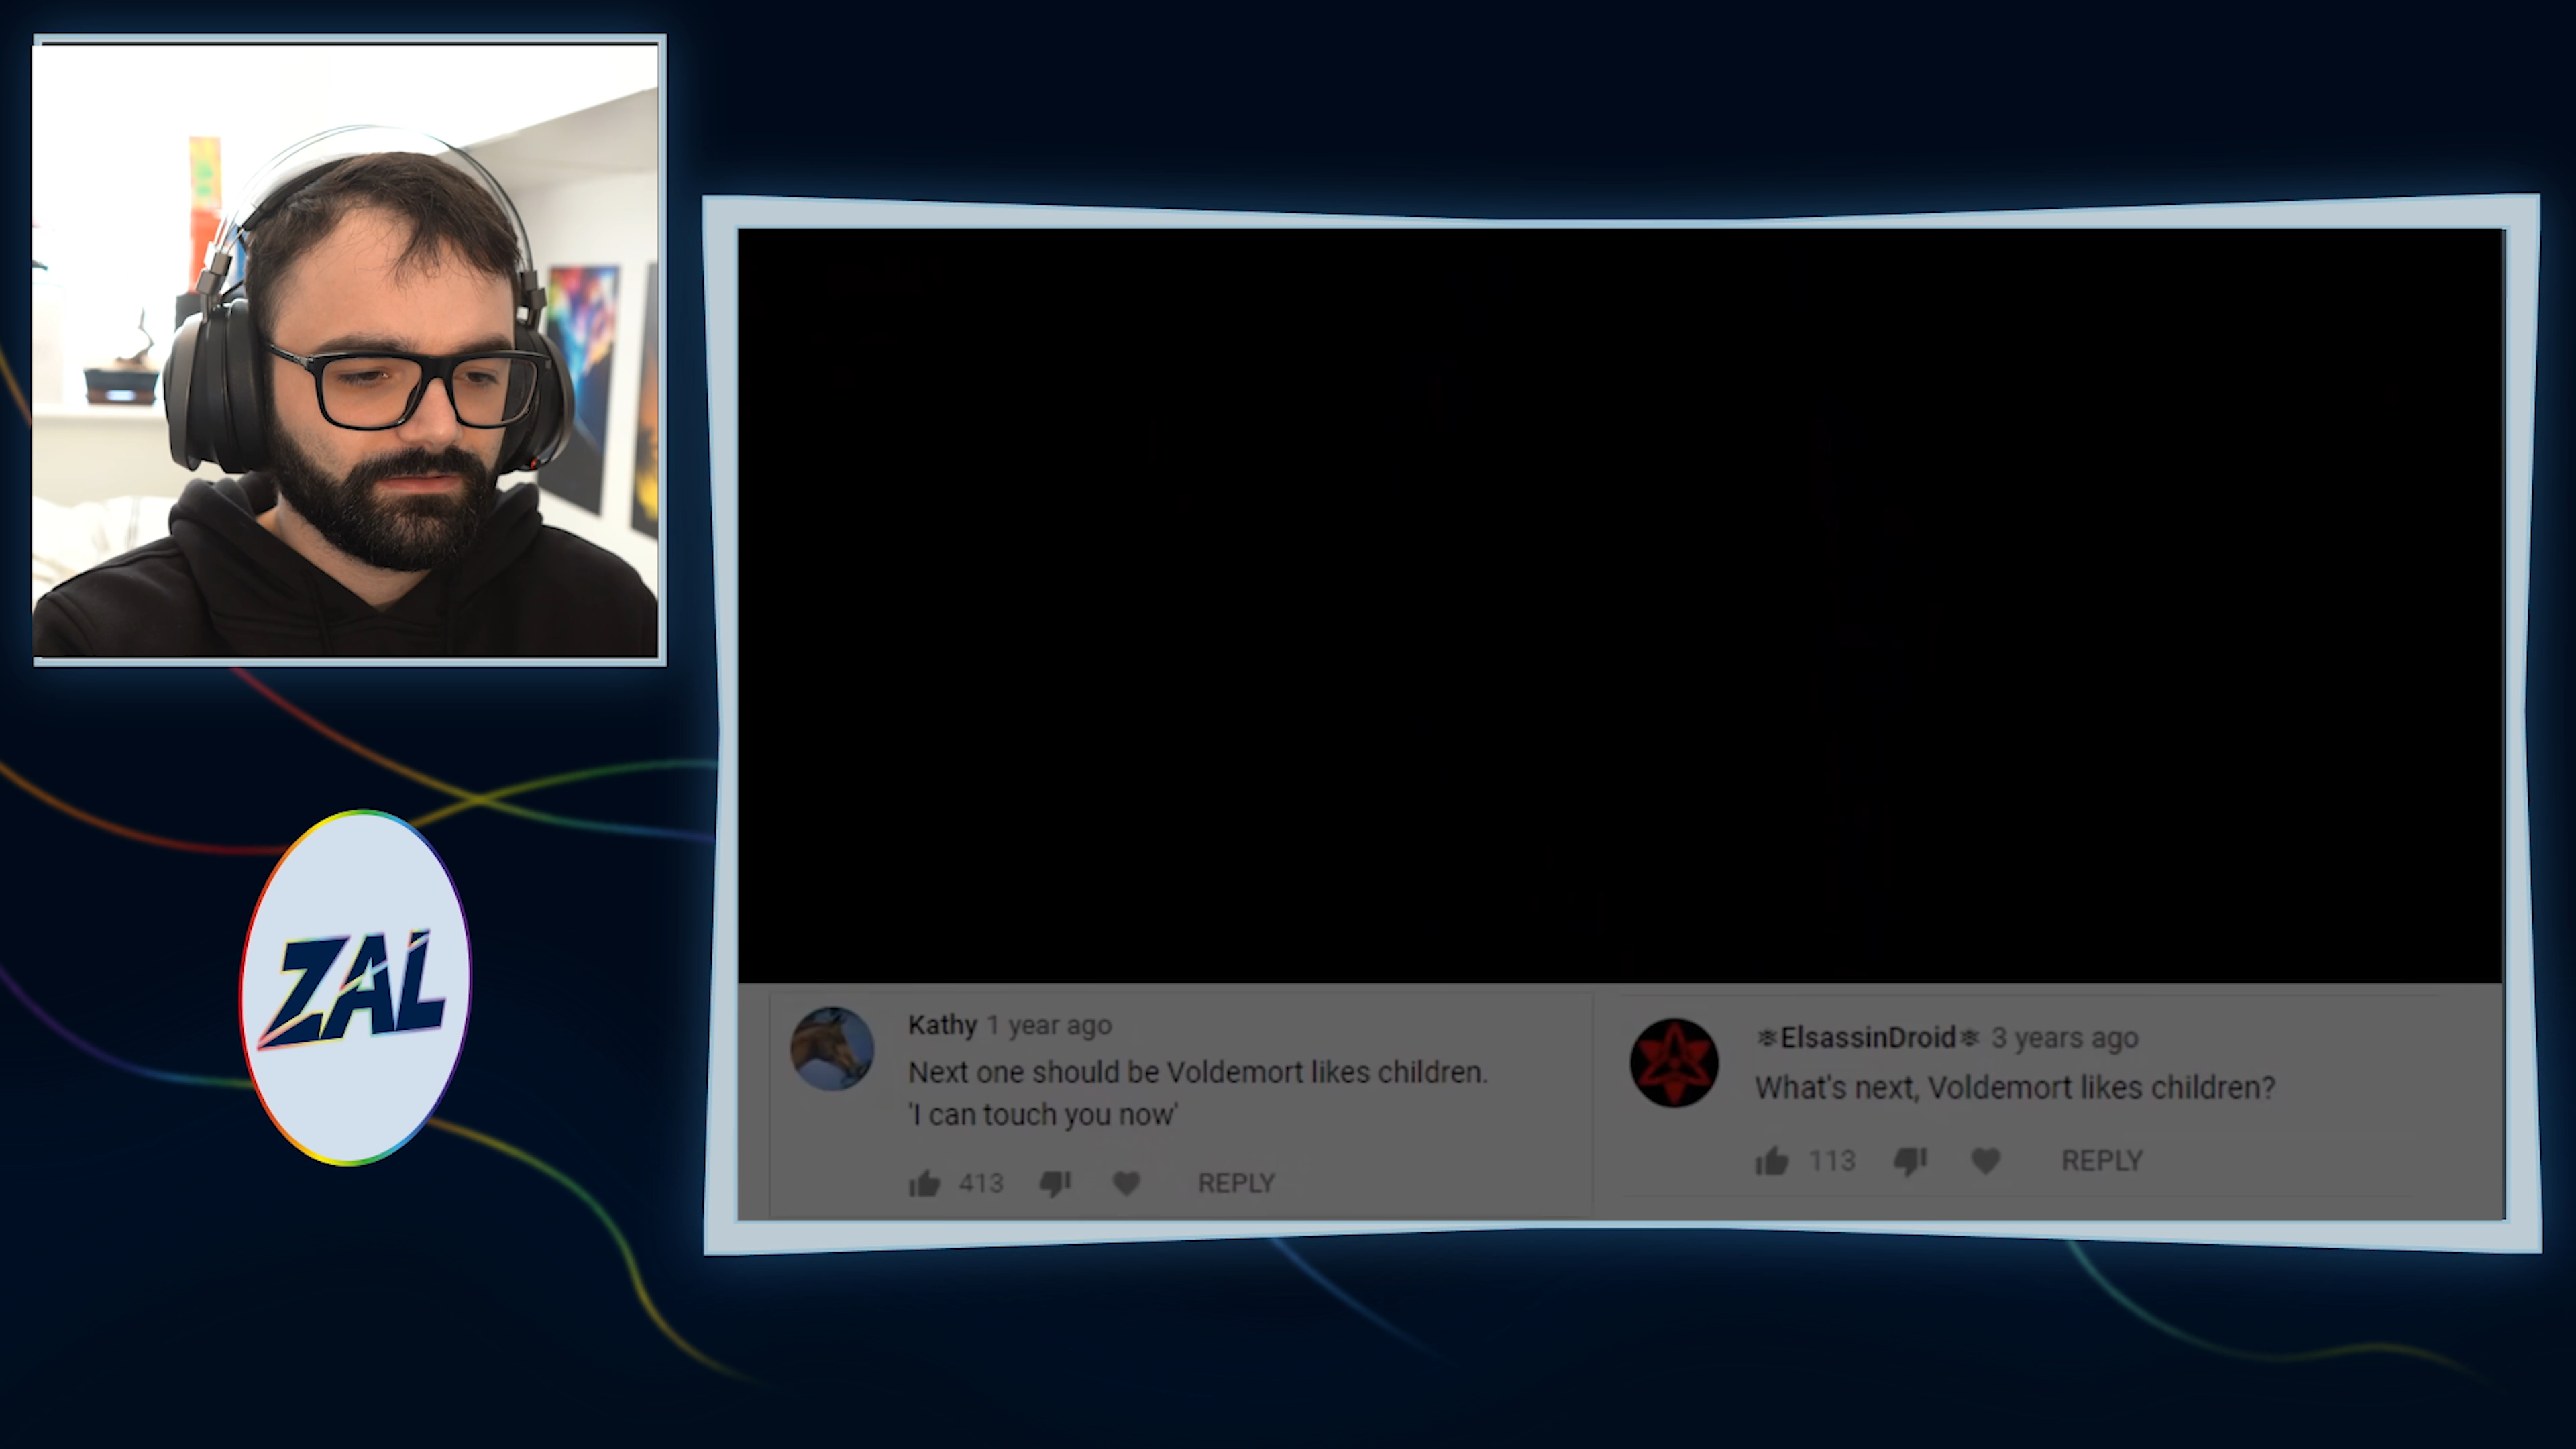 ZAL
Kathy 1 year ago
Next one should be Voldemort likes children.
'I can touch you now'
413 REPLY
❄ElsassinDroid❄ 3 years ago
What's next, Voldemort likes children?
113 REPLY